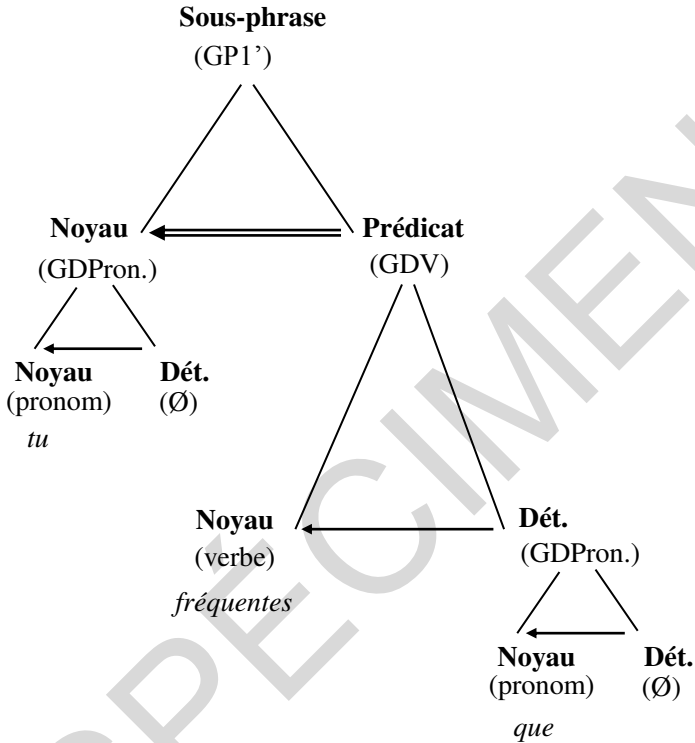 Sous-phrase
(GP1’)
Noyau Prédicat
(GDPron.) (GDV)
Noyau Dét.
(pronom) (Ø)
tu
Noyau Dét.
(verbe) (GDPron.)
fréquentes
Noyau Dét.
(pronom) (Ø)
que
SPÉCIMEN